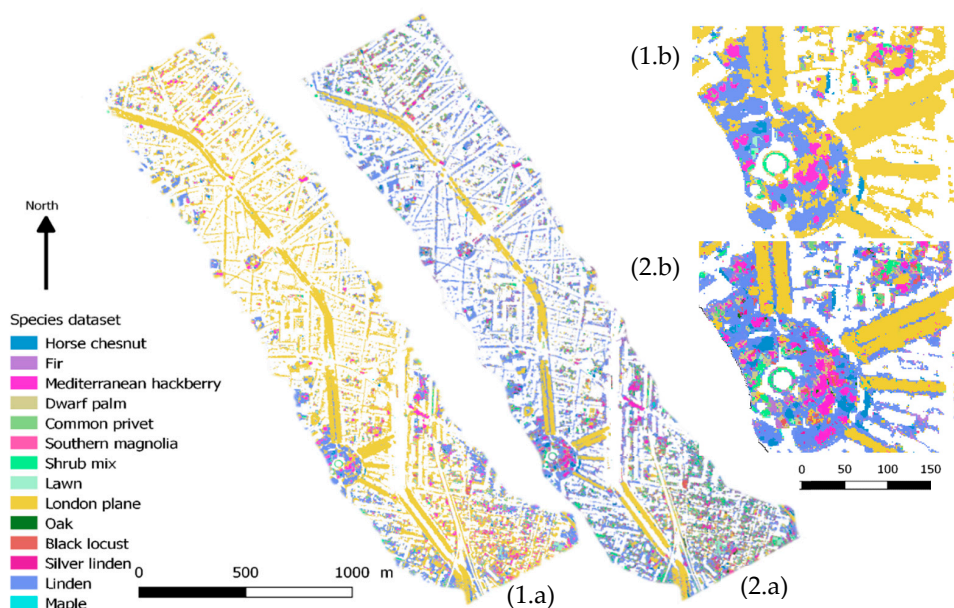 (1.b)
(2.b)
North
Species dataset
Horse chesnut
Fir
Mediterranean hackberry
Dwarf palm
Common privet
Southern magnolia
Shrub mix
Lawn
London plane
Oak
Black locust
Silver linden
Linden
Maple
0 50 100 150
0 500 1000 m
(1.a)
(2.a)